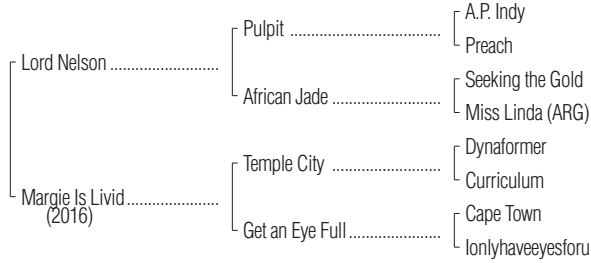 A.P. Indy
Pulpit ..............................
Preach
Lord Nelson ......................
Seeking the Gold
African Jade ......................
Miss Linda (ARG)
Dynaformer
Temple City ......................
Curriculum
Margie Is Livid ...................
(2016)
Cape Town
Get an Eye Full ...................
Ionlyhaveeyesforu